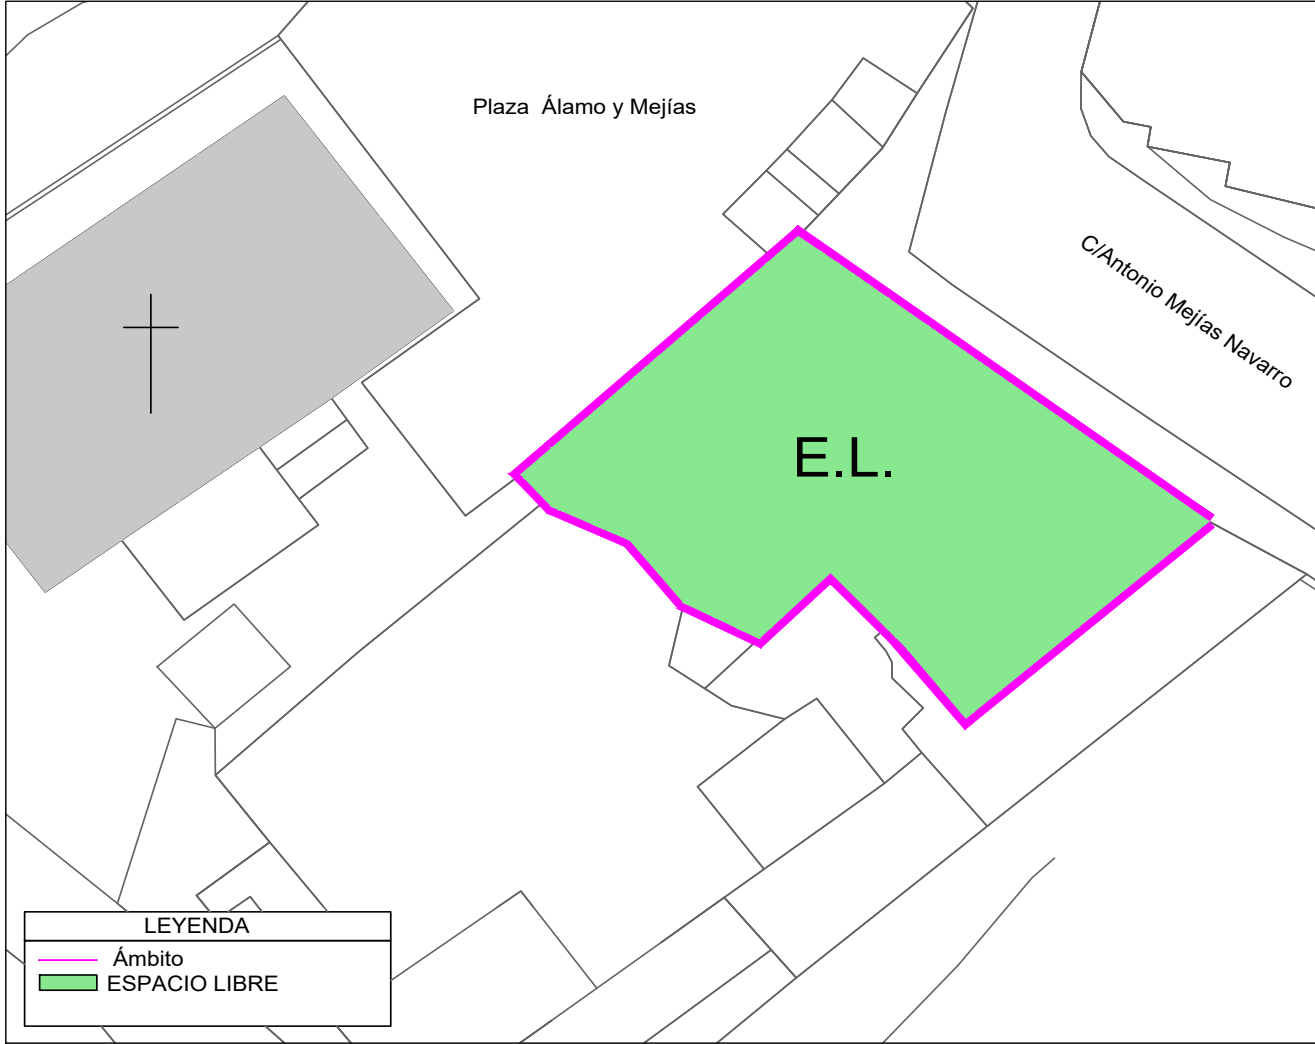 Plaza Álamo y Mejías
C/Antonio Mejías Navarro
E.L.
LEYENDA
Ámbito
ESPACIO LIBRE